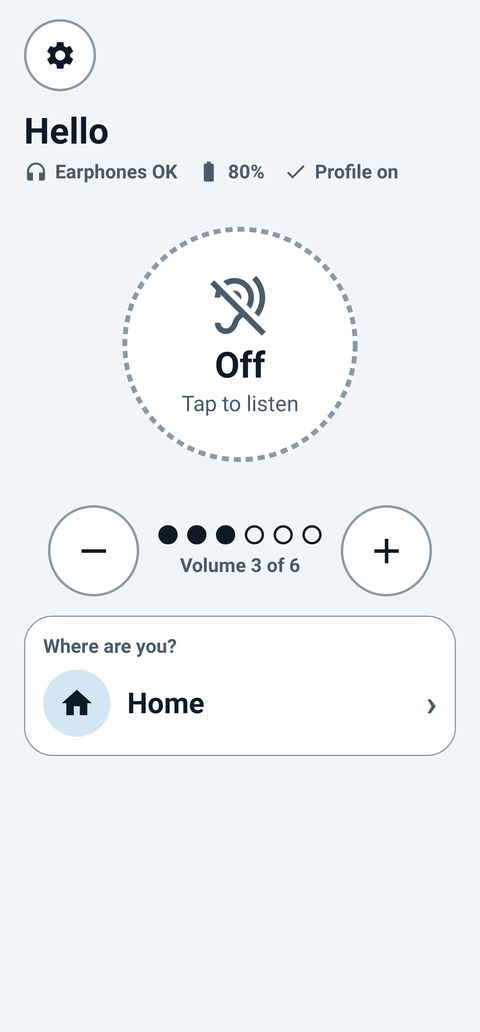 Hello
Earphones OK 80% Profile on
Off
Tap to listen
Volume 3 of 6
Where are you?
Home